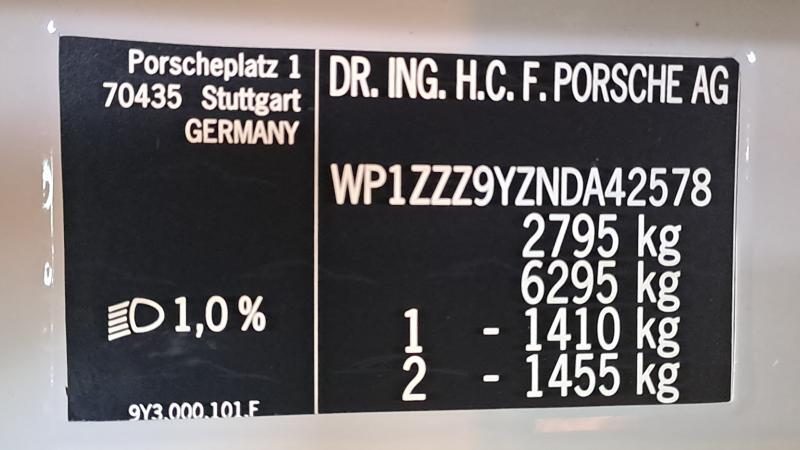 Porscheplatz 1
70435 Stuttgart
GERMANY
1,0 %
9Y3.000.101.F
DR. ING. H.C. F. PORSCHE AG
WP1ZZZ9YZNDA42578
2795 kg
6295 kg
1 - 1410 kg
2 - 1455 kg